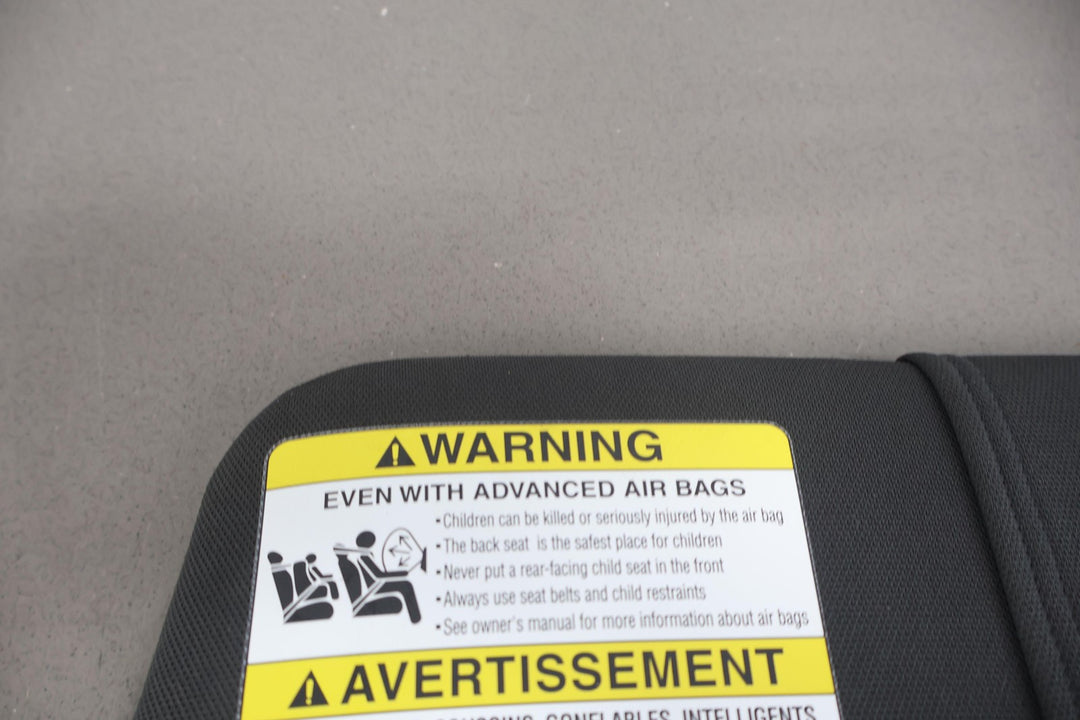 WARNING
EVEN WITH ADVANCED AIR BAGS
•Children can be killed or seriously injured by the air bag
•The back seat is the safest place for children
•Never put a rear-facing child seat in the front
•Always use seat belts and child restraints
•See owner's manual for more information about air bags
AVERTISSEMENT
GONFLABLES INTELLIGENTS